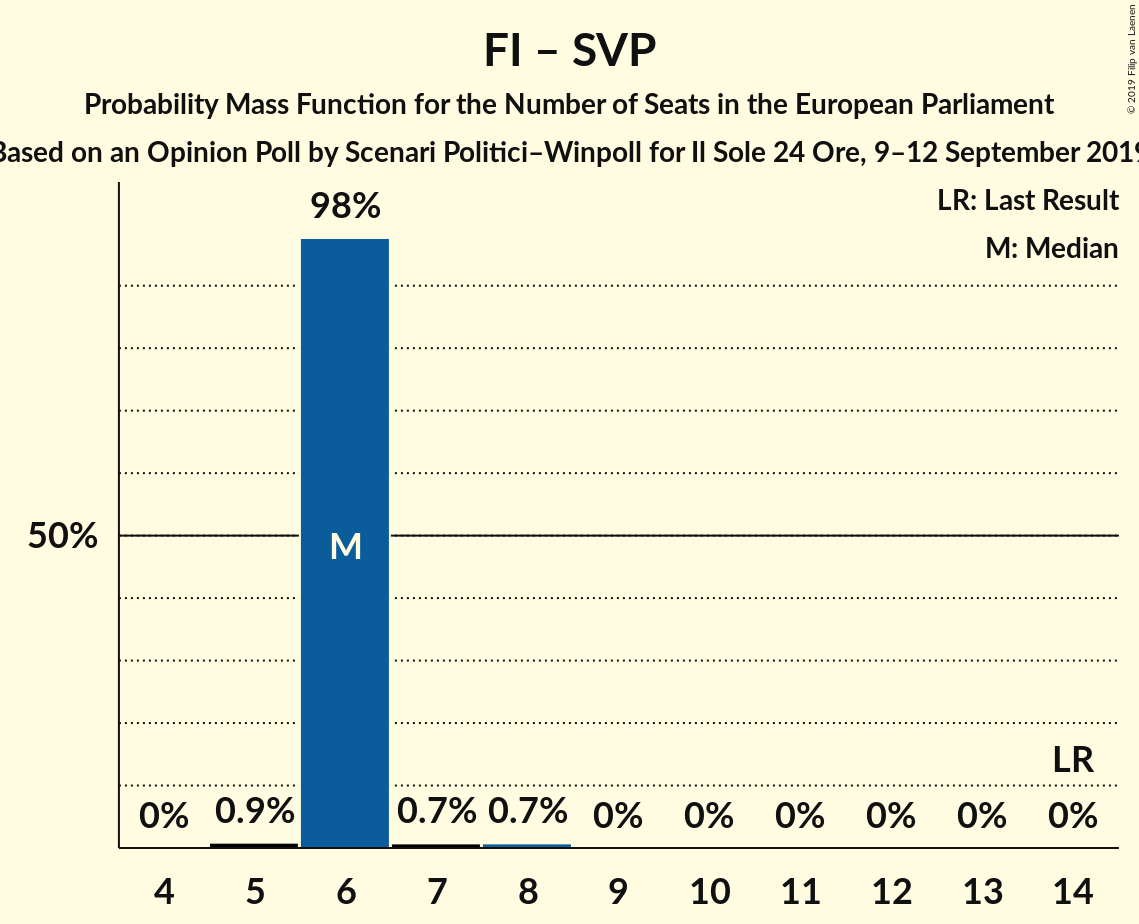 FI – SVP
Probability Mass Function for the Number of Seats in the European Parliament
Based on an Opinion Poll by Scenari Politici–Winpoll for Il Sole 24 Ore, 9–12 September 2019
© 2019 Filip van Laenen
LR: Last Result
M: Median
98%
50%
M
LR
0% 0.9% 0.7% 0.7% 0% 0% 0% 0% 0% 0%
4 5 6 7 8 9 10 11 12 13 14